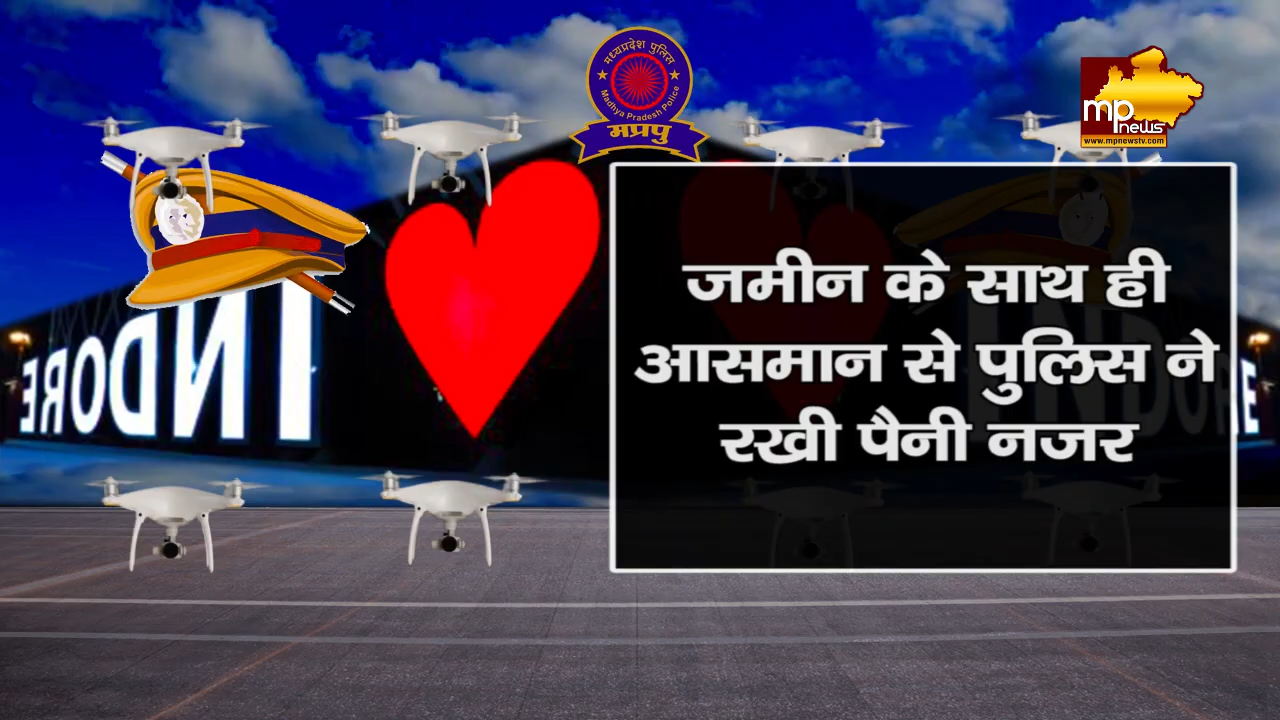 मध्यप्रदेश पुलिस
Madhya Pradesh Police
मप्रपु
mp
news
www.mpnewstv.com
जमीन के साथ ही
आसमान से पुलिस ने
रखी पैनी नजर
INDORE